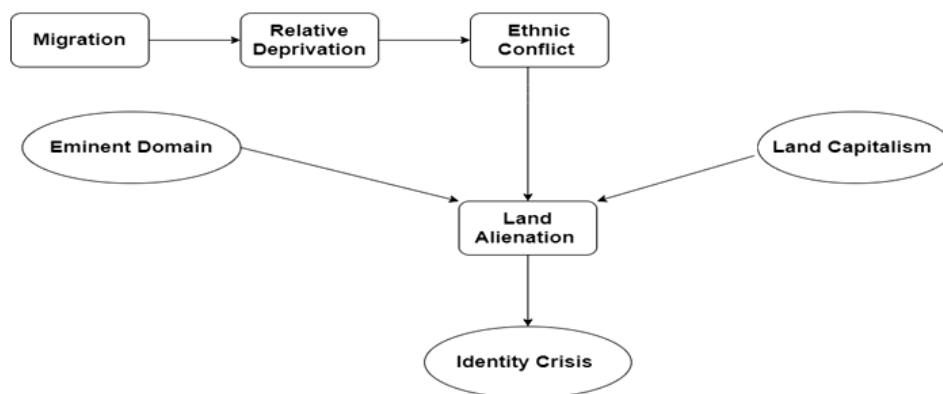 Migration
Relative
Deprivation
Ethnic
Conflict
Eminent Domain
Land Capitalism
Land
Alienation
Identity Crisis